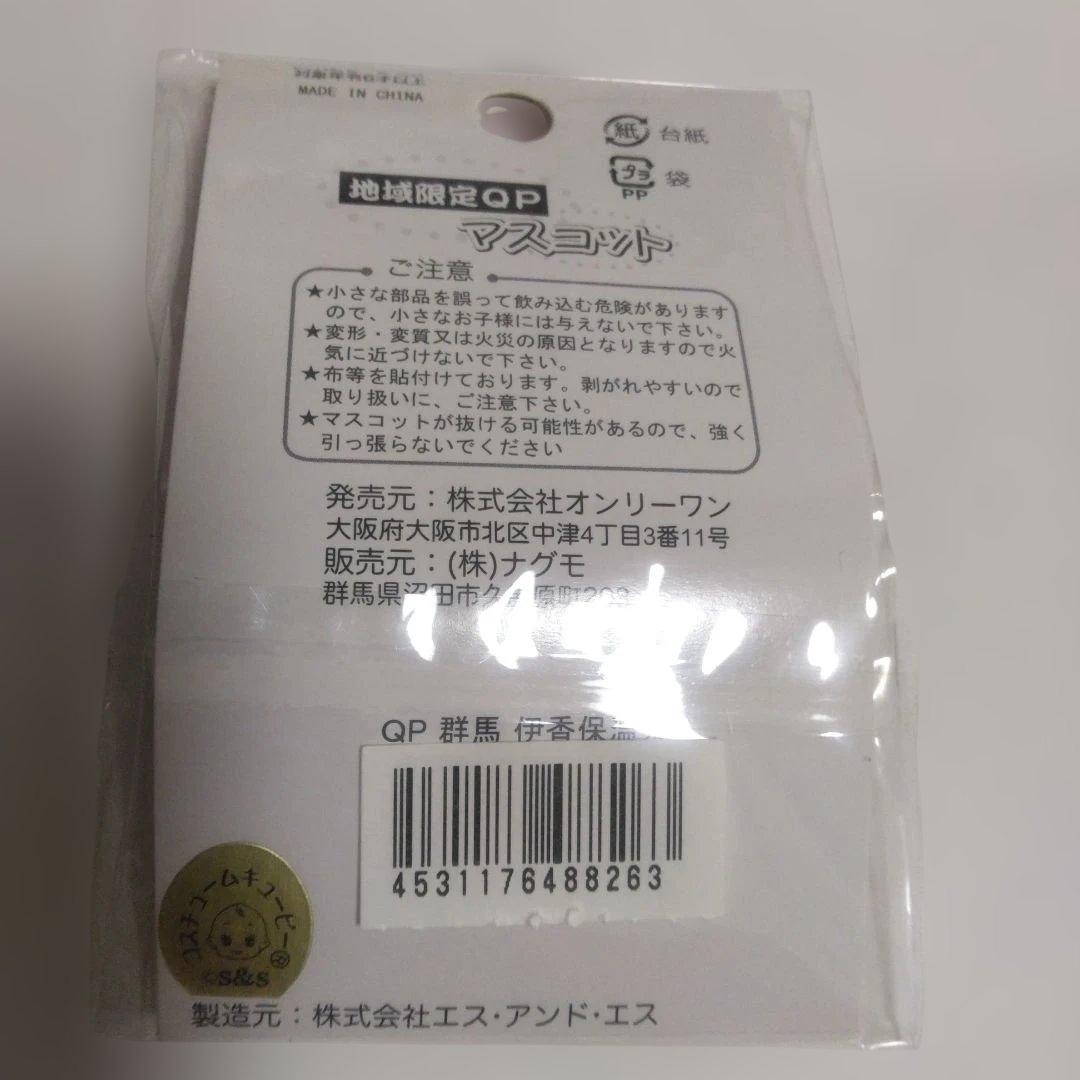 対象年令6才以上
MADE IN CHINA
紙 台紙
プラ 袋
PP
地域限定QP
マスコット
ご注意
★小さな部品を誤って飲み込む危険があります
ので、小さなお子様には与えないで下さい。
★変形・変質又は火災の原因となりますので火
気に近づけないで下さい。
★布等を貼付けております。剥がれやすいので
取り扱いに、ご注意下さい。
★マスコットが抜ける可能性があるので、強く
引っ張らないでください
発売元：株式会社オンリーワン
大阪府大阪市北区中津4丁目3番11号
販売元：(株)ナグモ
群馬県沼田市久
QP 群馬 伊香保
4531176488263
コスチュームキューピー
©S&S
製造元：株式会社エス・アンド・エス